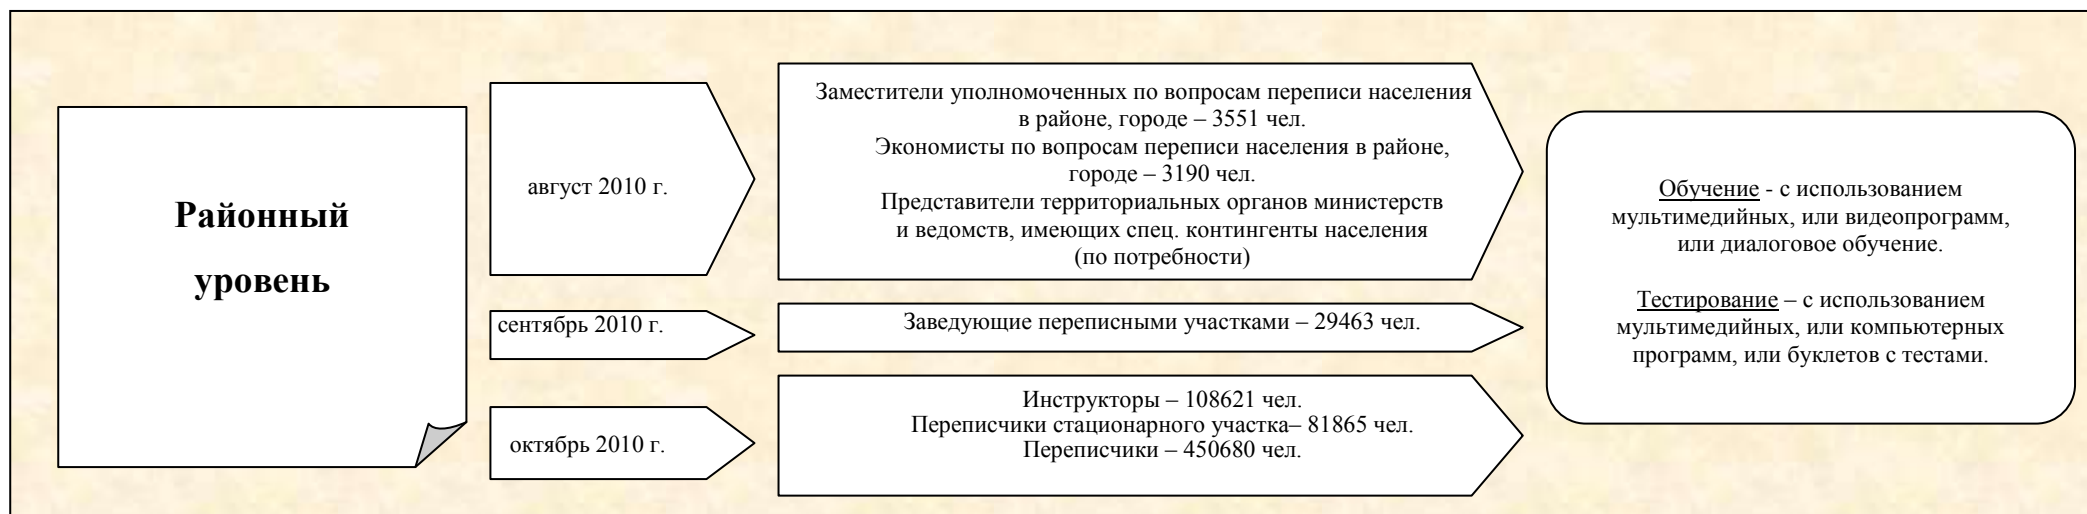 Районный
уровень
август 2010 г.
Заместители уполномоченных по вопросам переписи населения
в районе, городе – 3551 чел.
Экономисты по вопросам переписи населения в районе,
городе – 3190 чел.
Представители территориальных органов министерств
и ведомств, имеющих спец. контингенты населения
(по потребности)
сентябрь 2010 г.
Заведующие переписными участками – 29463 чел.
октябрь 2010 г.
Инструкторы – 108621 чел.
Переписчики стационарного участка– 81865 чел.
Переписчики – 450680 чел.
Обучение - с использованием
мультимедийных, или видеопрограмм,
или диалоговое обучение.
Тестирование – с использованием
мультимедийных, или компьютерных
программ, или буклетов с тестами.